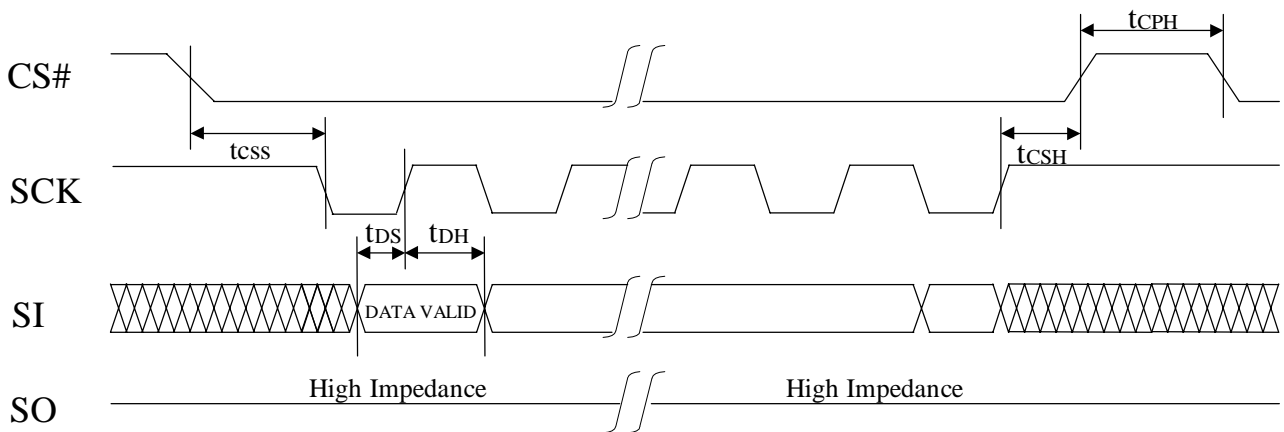 tCPH
CS#
tCSS
tCSH
SCK
tDS
tDH
SI
DATA VALID
High Impedance
High Impedance
SO